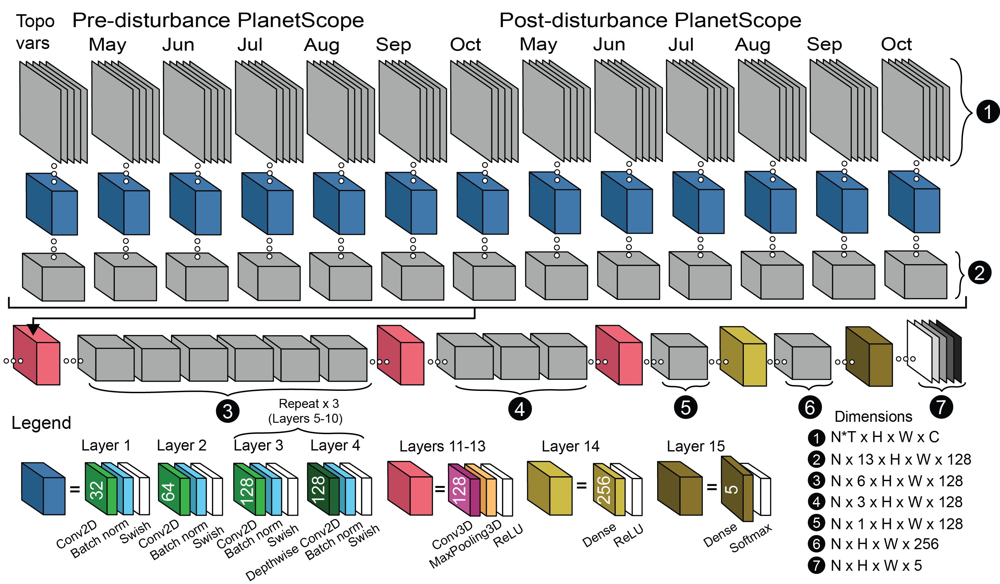 Topo vars
Pre-disturbance PlanetScope
Post-disturbance PlanetScope
May Jun Jul Aug Sep Oct May Jun Jul Aug Sep Oct
1
2
3
Repeat x 3
(Layers 5-10)
4
5
6
7
Legend
Layer 1
Layer 2
Layer 3
Layer 4
Layers 11-13
Layer 14
Layer 15
= 32
64
128
128
= 128
= 256
= 5
Conv2D
Batch norm
Swish
Conv2D
Batch norm
Swish
Conv2D
Batch norm
Swish
Depthwise Conv2D
Batch norm
Swish
Conv3D
MaxPooling3D
ReLU
Dense
ReLU
Dense
Softmax
Dimensions
1 N*T x H x W x C
2 N x 13 x H x W x 128
3 N x 6 x H x W x 128
4 N x 3 x H x W x 128
5 N x 1 x H x W x 128
6 N x H x W x 256
7 N x H x W x 5